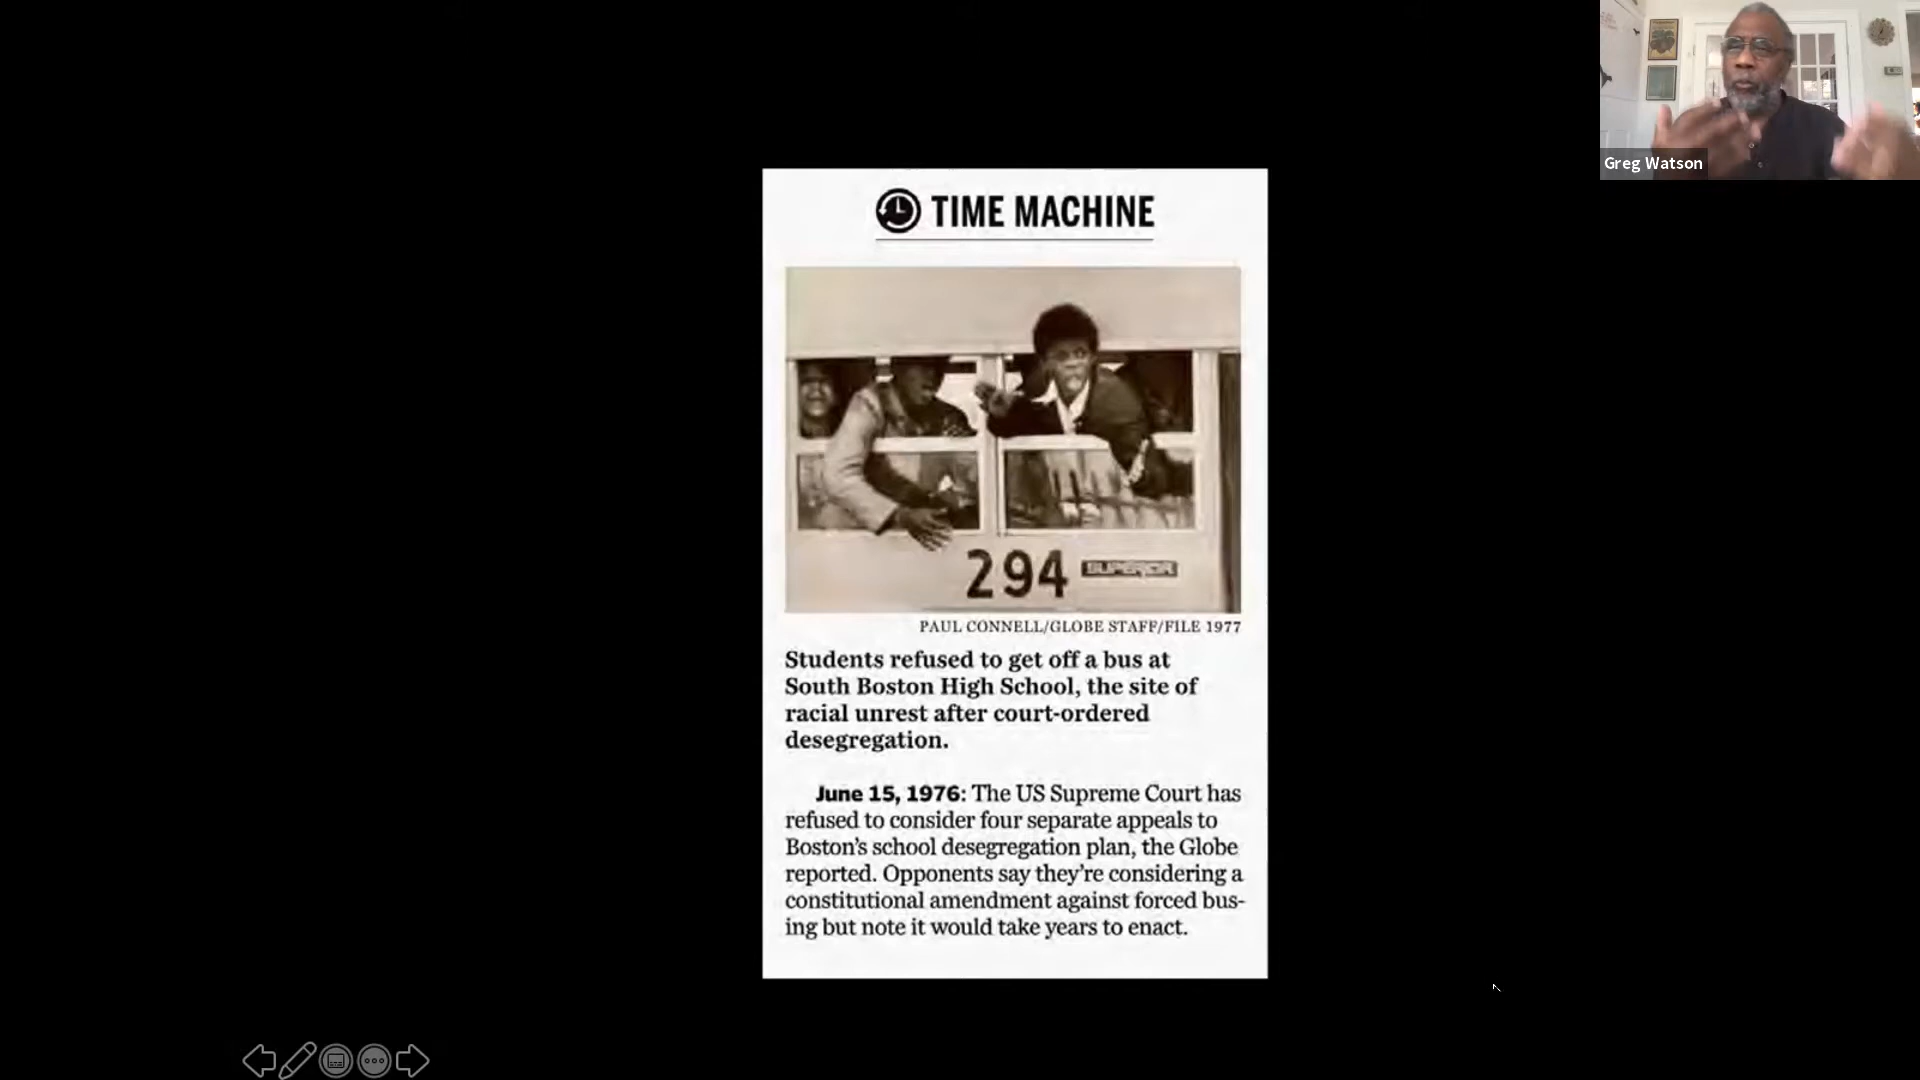 Greg Watson
TIME MACHINE
294 SUPERIOR
PAUL CONNELL/GLOBE STAFF/FILE 1977
Students refused to get off a bus at
South Boston High School, the site of
racial unrest after court-ordered
desegregation.
June 15, 1976: The US Supreme Court has
refused to consider four separate appeals to
Boston’s school desegregation plan, the Globe
reported. Opponents say they’re considering a
constitutional amendment against forced bus-
ing but note it would take years to enact.